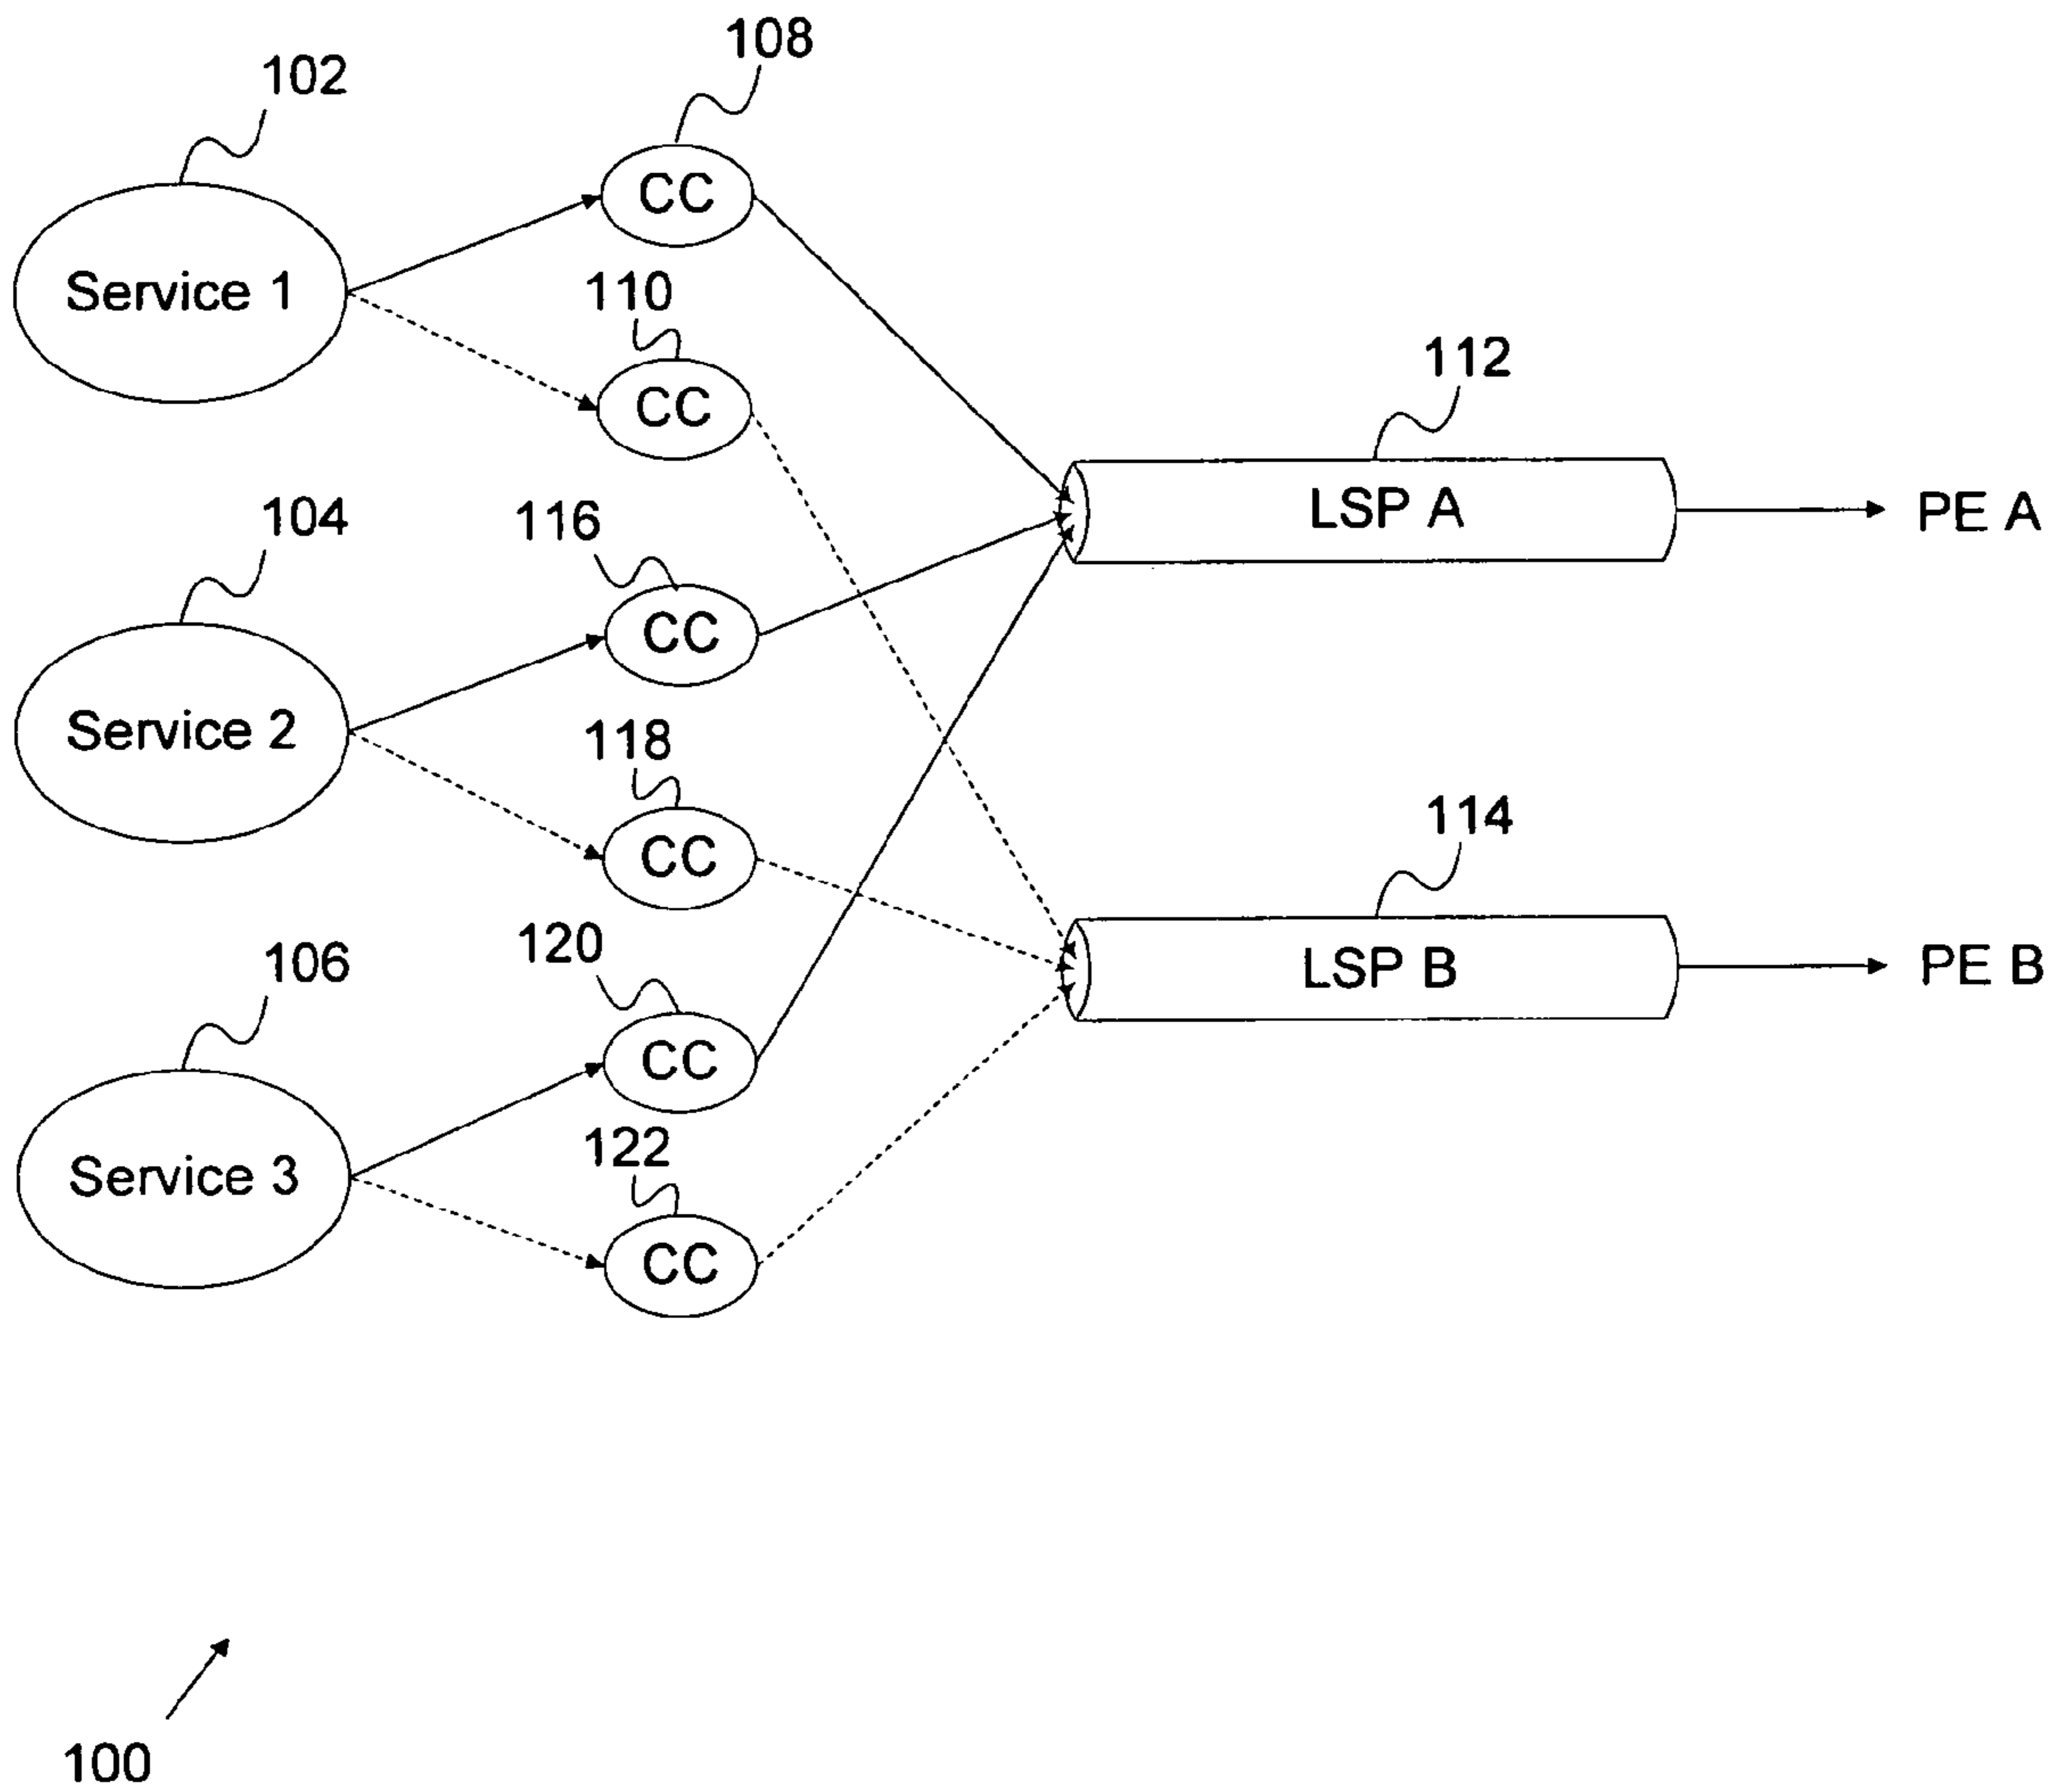 108
102
CC
Service 1
110
CC
112
LSP A
PE A
104
116
CC
Service 2
118
CC
114
LSP B
PE B
106
120
CC
Service 3
122
CC
100